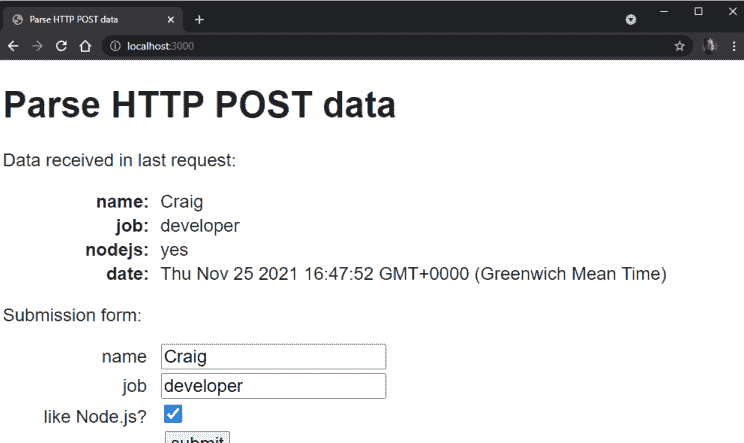 Parse HTTP POST data
localhost:3000
Parse HTTP POST data
Data received in last request:
name: Craig
job: developer
nodejs: yes
date: Thu Nov 25 2021 16:47:52 GMT+0000 (Greenwich Mean Time)
Submission form:
name Craig
job developer
like Node.js?
submit